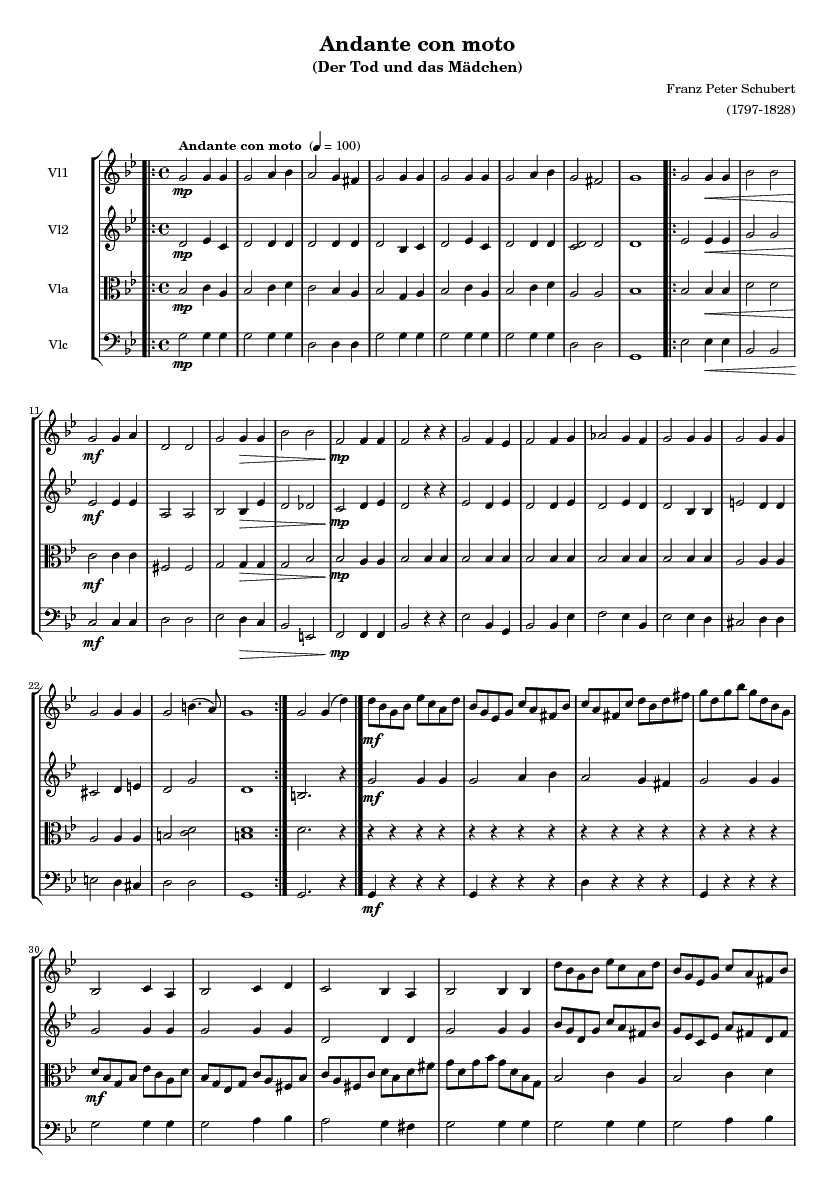 Andante con moto
(Der Tod und das Mädchen)
Franz Peter Schubert
(1797-1828)
Andante con moto (♩ = 100)
Vl1
mp
Vl2
mp
Vla
mp
Vlc
mp
11
mf
mp
mf
mp
mf
mp
mf
mp
22
mf
mf
mf
30
mf